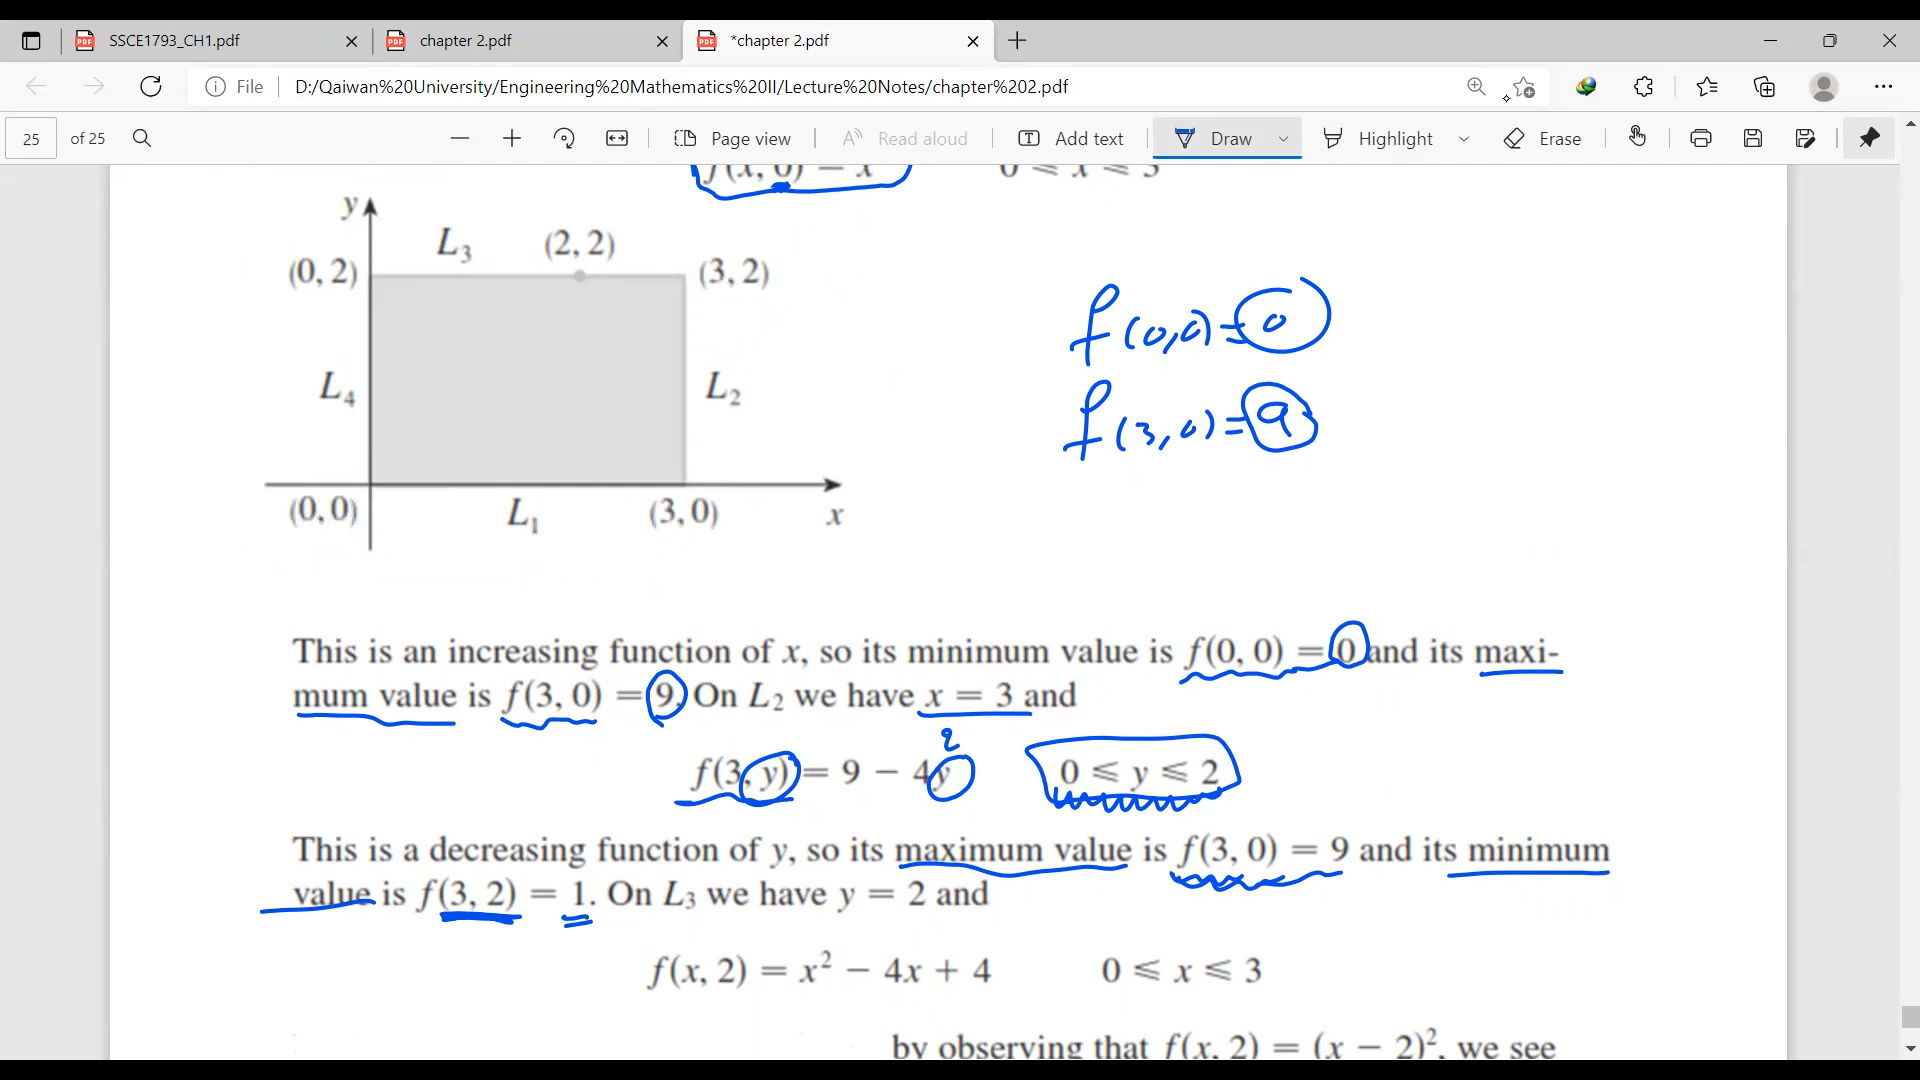 SSCE1793_CH1.pdf
chapter 2.pdf
*chapter 2.pdf
File
D:/Qaiwan%20University/Engineering%20Mathematics%20II/Lecture%20Notes/chapter%202.pdf
25 of 25
Page view
Read aloud
Add text
Draw
Highlight
Erase
f(x, 0) = x
0 ⩽ x ⩽ 3
y
L₃ (2, 2)
(0, 2) (3, 2)
L₄ L₂
(0, 0) L₁ (3, 0) x
f(0,0)=0
f(3,0)=9
This is an increasing function of x, so its minimum value is f(0, 0) = 0 and its maxi-
mum value is f(3, 0) = 9. On L₂ we have x = 3 and
2
f(3, y) = 9 − 4y 0 ⩽ y ⩽ 2
This is a decreasing function of y, so its maximum value is f(3, 0) = 9 and its minimum
value is f(3, 2) = 1. On L₃ we have y = 2 and
f(x, 2) = x² − 4x + 4 0 ⩽ x ⩽ 3
by observing that f(x, 2) = (x − 2)², we see